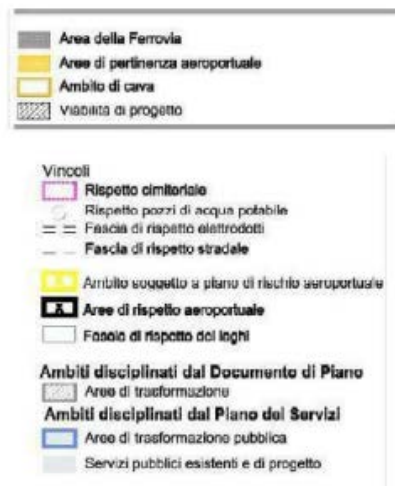 Area della Ferrovia
Aree di pertinenza aeroportuale
Ambito di cava
Viabilità di progetto
Vincoli
Rispetto cimiteriale
Rispetto pozzi di acqua potabile
Fascia di rispetto elettrodotti
Fascia di rispetto stradale
Ambito soggetto a piano di rischio aeroportuale
A
Aree di rispetto aeroportuale
Fascia di rispetto dei laghi
Ambiti disciplinati dal Documento di Piano
Aree di trasformazione
Ambiti disciplinati dal Piano dei Servizi
Aree di trasformazione pubblica
Servizi pubblici esistenti e di progetto